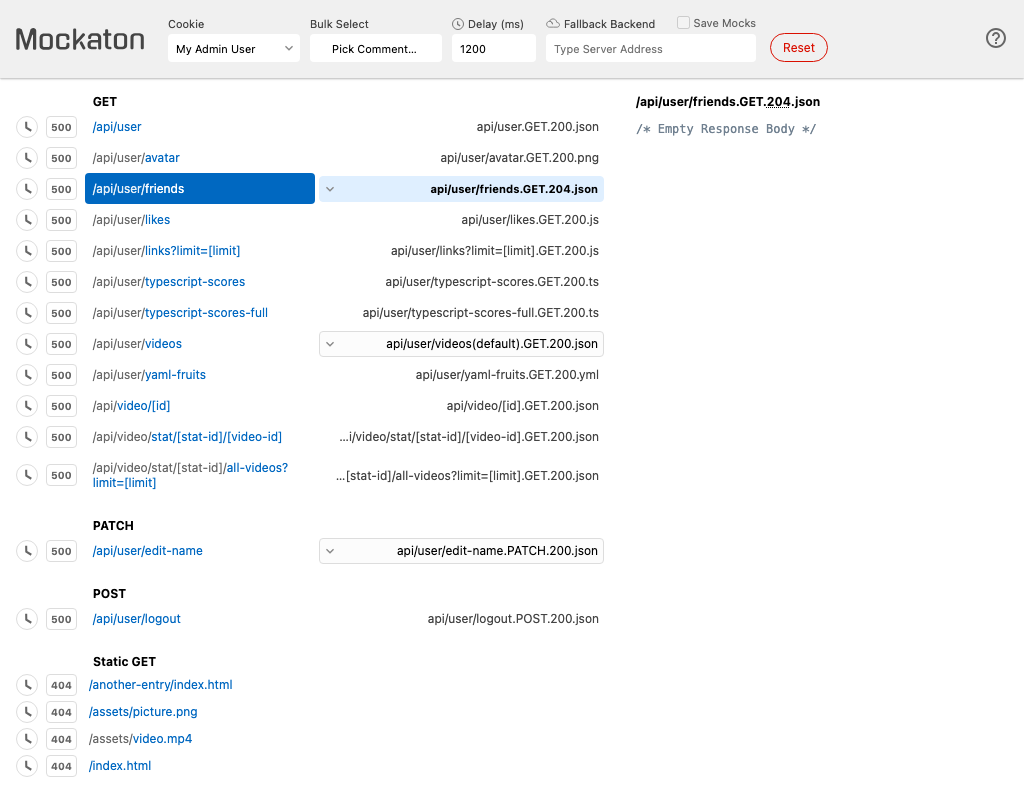 Mockaton
Cookie
My Admin User
Bulk Select
Pick Comment...
Delay (ms)
1200
Fallback Backend
Type Server Address
Save Mocks
Reset
?
GET
500 /api/user api/user.GET.200.json
500 /api/user/avatar api/user/avatar.GET.200.png
500 /api/user/friends api/user/friends.GET.204.json
500 /api/user/likes api/user/likes.GET.200.js
500 /api/user/links?limit=[limit] api/user/links?limit=[limit].GET.200.js
500 /api/user/typescript-scores api/user/typescript-scores.GET.200.ts
500 /api/user/typescript-scores-full api/user/typescript-scores-full.GET.200.ts
500 /api/user/videos api/user/videos(default).GET.200.json
500 /api/user/yaml-fruits api/user/yaml-fruits.GET.200.yml
500 /api/video/[id] api/video/[id].GET.200.json
500 /api/video/stat/[stat-id]/[video-id] ...i/video/stat/[stat-id]/[video-id].GET.200.json
500 /api/video/stat/[stat-id]/all-videos?
limit=[limit] ...[stat-id]/all-videos?limit=[limit].GET.200.json
PATCH
500 /api/user/edit-name api/user/edit-name.PATCH.200.json
POST
500 /api/user/logout api/user/logout.POST.200.json
Static GET
404 /another-entry/index.html
404 /assets/picture.png
404 /assets/video.mp4
404 /index.html
/api/user/friends.GET.204.json
/* Empty Response Body */